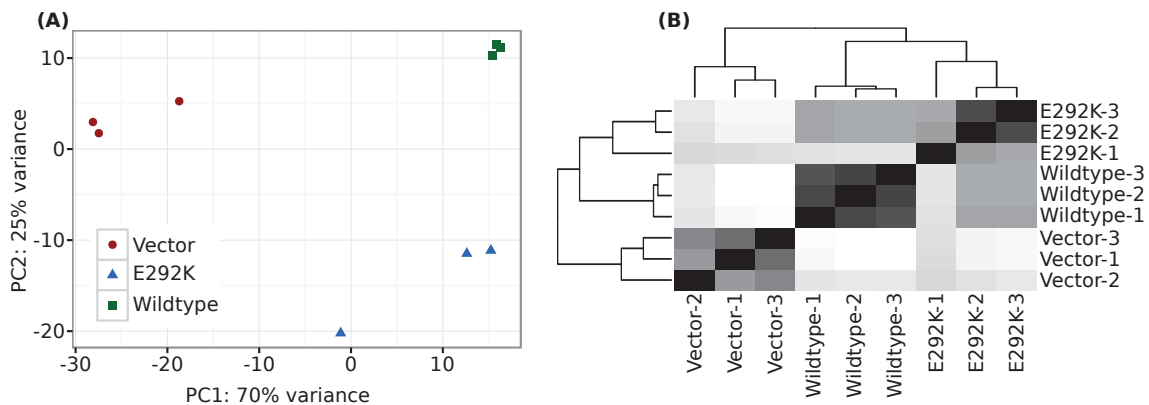 (A)
PC2: 25% variance
10
0
-10
-20
Vector
E292K
Wildtype
-30
-20
-10
0
10
PC1: 70% variance
(B)
E292K-3
E292K-2
E292K-1
Wildtype-3
Wildtype-2
Wildtype-1
Vector-3
Vector-1
Vector-2
Vector-2
Vector-1
Vector-3
Wildtype-1
Wildtype-2
Wildtype-3
E292K-1
E292K-2
E292K-3